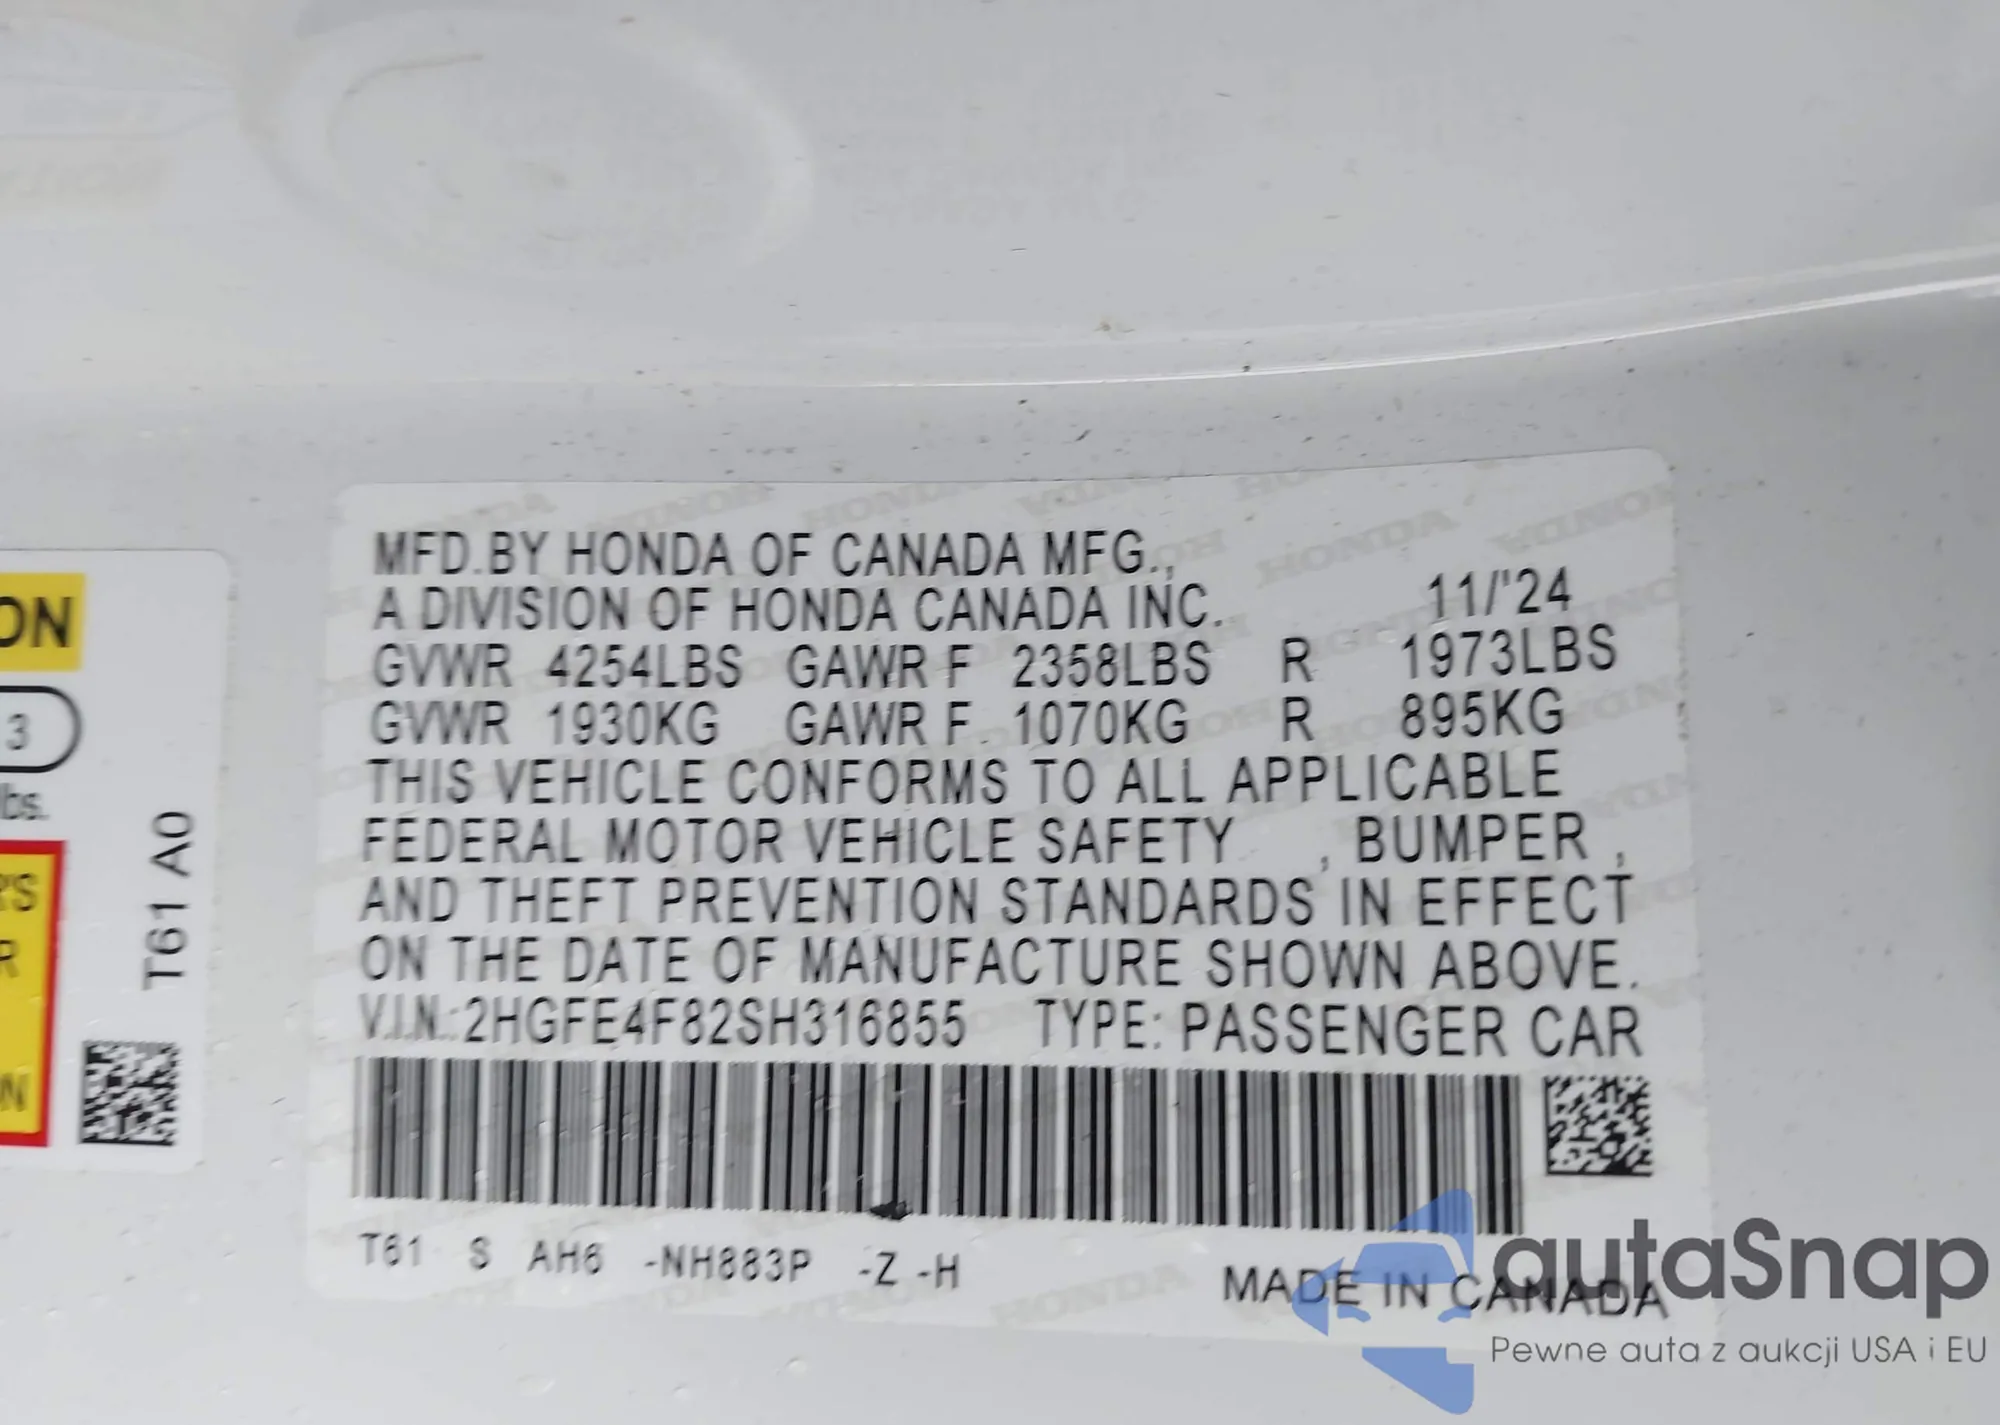 MFD.BY HONDA OF CANADA MFG.,
A DIVISION OF HONDA CANADA INC. 11/'24
GVWR 4254LBS GAWR F 2358LBS R 1973LBS
GVWR 1930KG GAWR F 1070KG R 895KG
THIS VEHICLE CONFORMS TO ALL APPLICABLE
FEDERAL MOTOR VEHICLE SAFETY , BUMPER ,
AND THEFT PREVENTION STANDARDS IN EFFECT
ON THE DATE OF MANUFACTURE SHOWN ABOVE.
V.I.N.:2HGFE4F82SH316855 TYPE: PASSENGER CAR
T61 S AH6 -NH883P -Z -H
MADE IN CANADA
ON
3
lbs.
R'S
R
N
T61 A0
autaSnap
Pewne auta z aukcji USA i EU